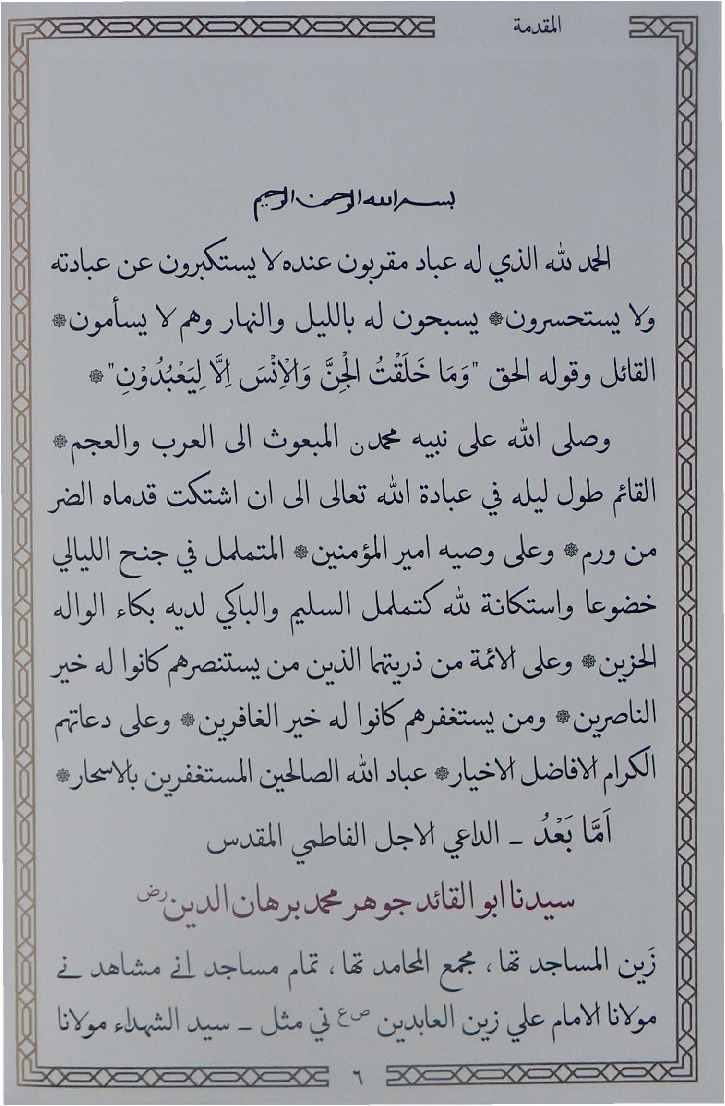 المقدمة
بسم الله الرحمن الرحيم
الحمد لله الذي له عباد مقربون عنده لا يستكبرون عن عبادته
ولا يستحسرون۞ يسبحون له بالليل والنهار وهم لا يسأمون۞
القائل وقوله الحق "وَمَا خَلَقْتُ الْجِنَّ وَالْاِنْسَ اِلَّا لِيَعْبُدُوْنِ"۞
وصلى الله على نبيه محمدن المبعوث الى العرب والعجم۞
القائم طول ليله في عبادة الله تعالى الى ان اشتكت قدماه الضر
من ورم۞ وعلى وصيه امير المؤمنين۞ المتململ في جنح الليالي
خضوعا واستكانة لله كتململ السليم والباكي لديه بكاء الواله
الحزين۞ وعلى الائمة من ذريتهما الذين من يستنصرهم كانوا له خير
الناصرين۞ ومن يستغفرهم كانوا له خير الغافرين۞ وعلى دعاتهم
الكرام الافاضل الاخيار۞ عباد الله الصالحين المستغفرين بالاسحار۞
اَمَّا بَعْدُ ـ الداعي الاجل الفاطمي المقدس
سيدنا ابو القائد جوهر محمد برهان الدين رض
زَين المساجد تها، مجمع المحامد تها، تمام مساجد انے مشاهد نے
مولانا الامام علي زين العابدين صع ني مثل ـ سيد الشهداء مولانا
٦